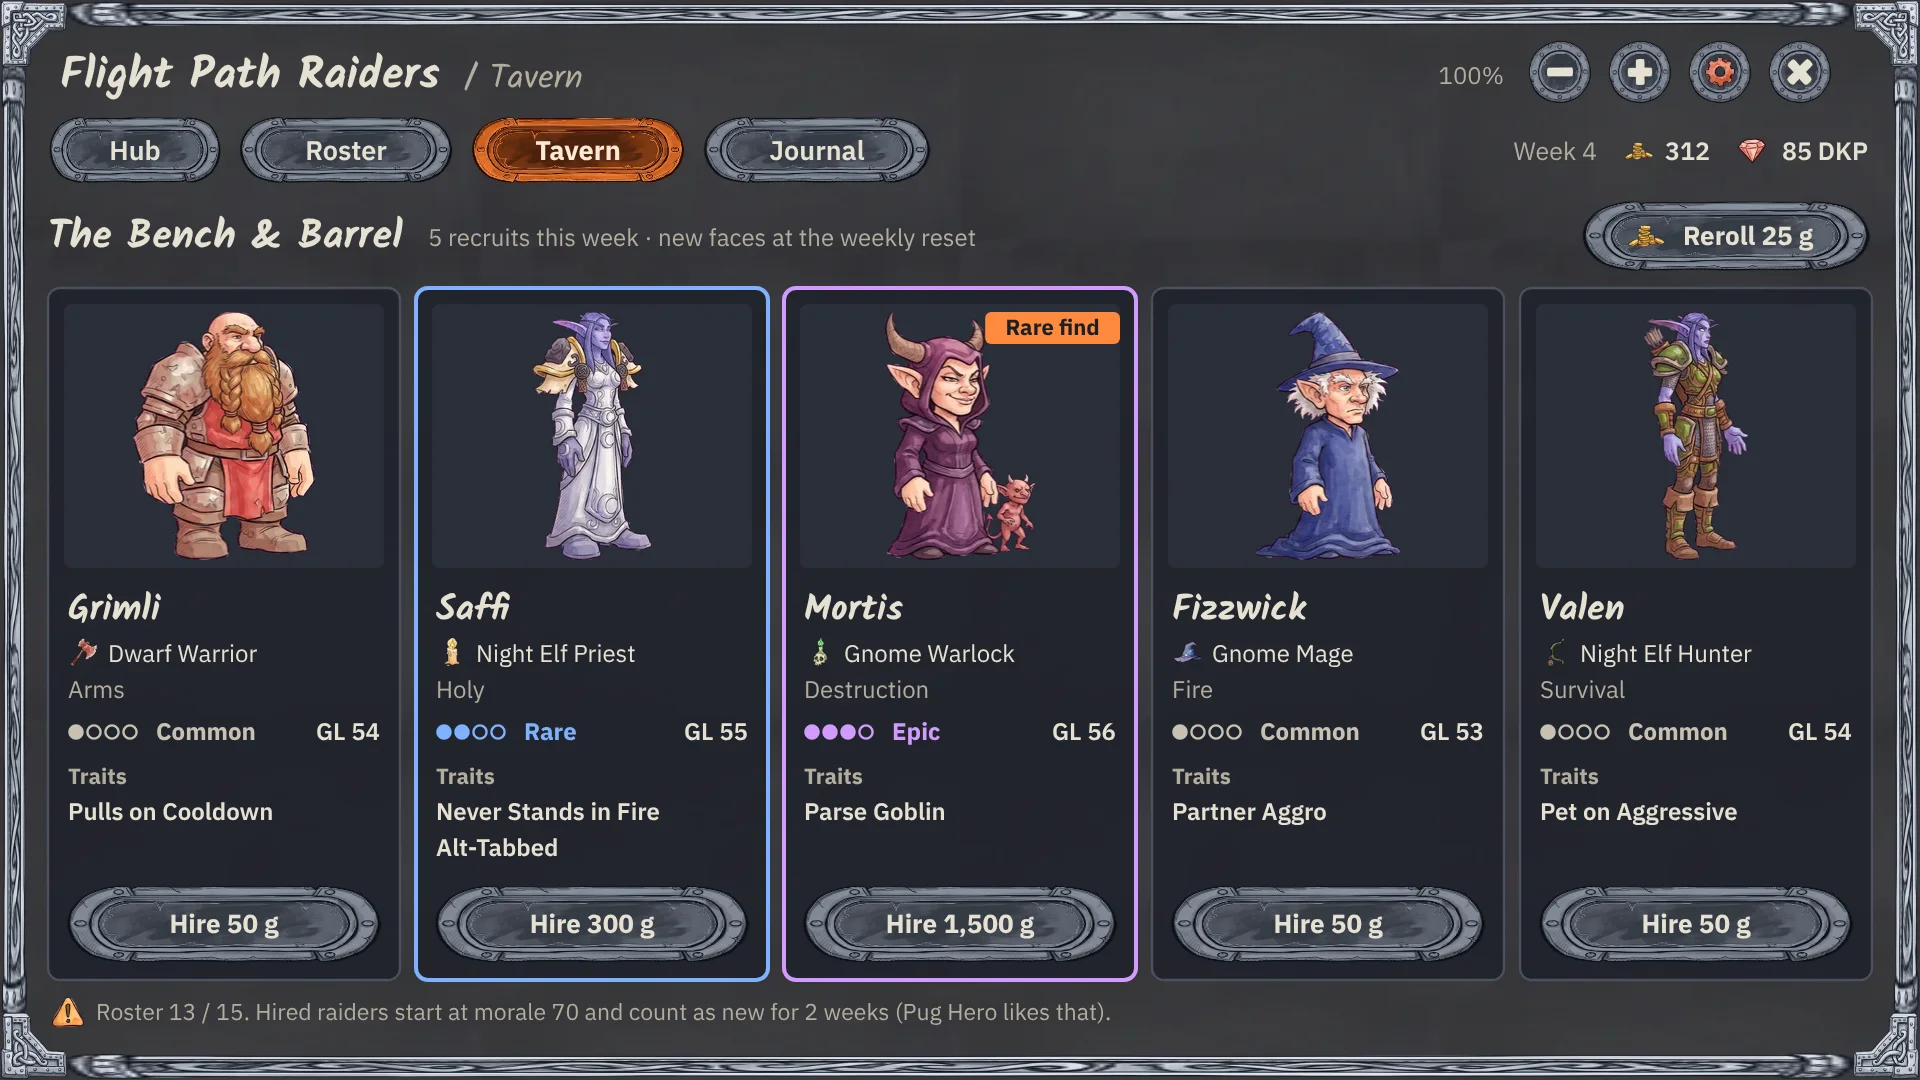 Flight Path Raiders / Tavern
100%
Hub
Roster
Tavern
Journal
Week 4
312
85 DKP
The Bench & Barrel
5 recruits this week · new faces at the weekly reset
Reroll 25 g
Grimli
Dwarf Warrior
Arms
Common
GL 54
Traits
Pulls on Cooldown
Hire 50 g
Saffi
Night Elf Priest
Holy
Rare
GL 55
Traits
Never Stands in Fire
Alt-Tabbed
Hire 300 g
Rare find
Mortis
Gnome Warlock
Destruction
Epic
GL 56
Traits
Parse Goblin
Hire 1,500 g
Fizzwick
Gnome Mage
Fire
Common
GL 53
Traits
Partner Aggro
Hire 50 g
Valen
Night Elf Hunter
Survival
Common
GL 54
Traits
Pet on Aggressive
Hire 50 g
Roster 13 / 15. Hired raiders start at morale 70 and count as new for 2 weeks (Pug Hero likes that).